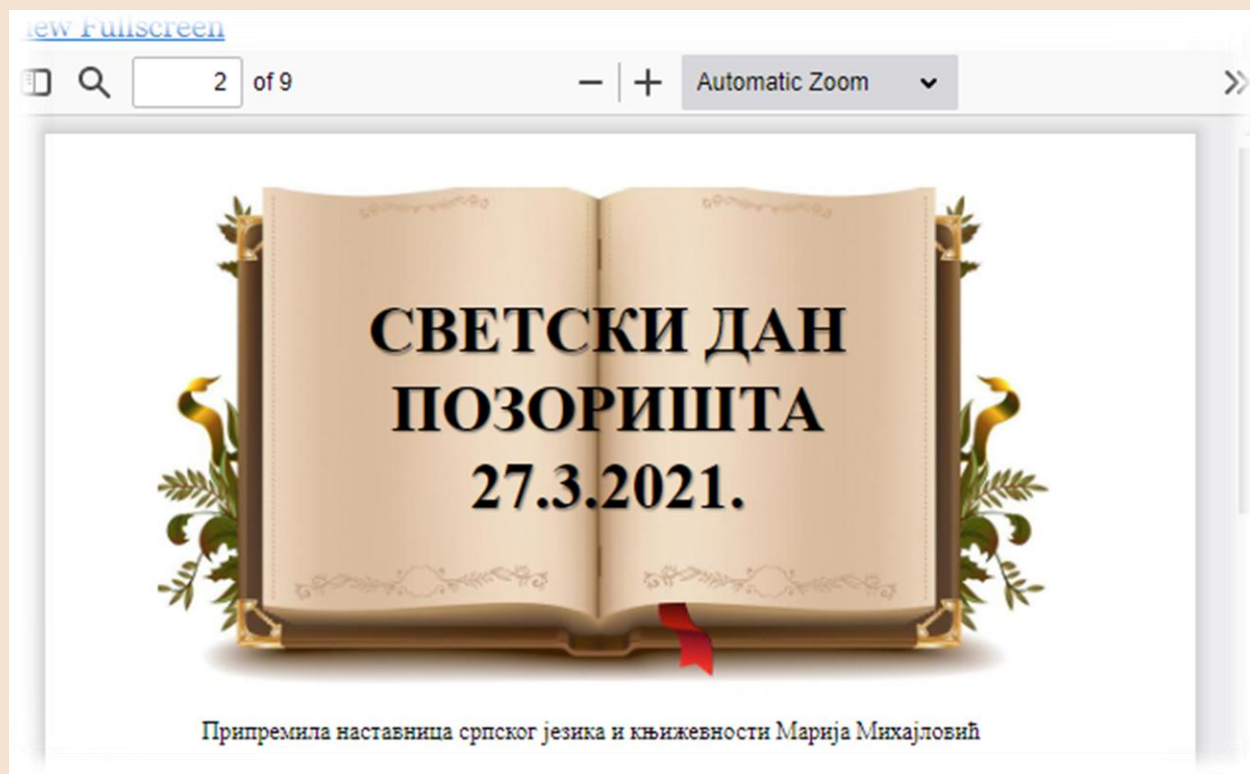 View Fullscreen
2 of 9 Automatic Zoom
СВЕТСКИ ДАН
ПОЗОРИШТА
27.3.2021.
Припремила наставница српског језика и књижевности Марија Михајловић